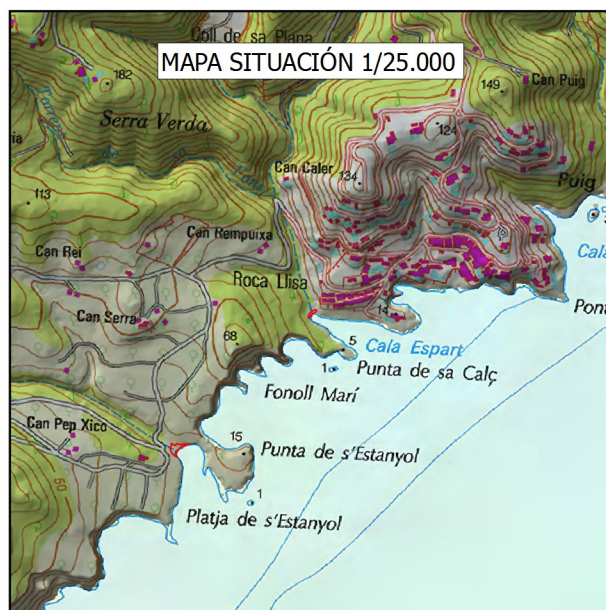 Coll de sa Plana
MAPA SITUACIÓN 1/25.000
182
149
Can Puig
Serra Verda
124
Can Caler
134
Puig
113
Can Rempuixa
Can Rei
Cala
Roca Llisa
Can Serra
14
Pont
68
5
Cala Espart
1
Punta de sa Calç
Fonoll Marí
Can Pep Xico
15
Punta de s'Estanyol
50
1
Platja de s'Estanyol